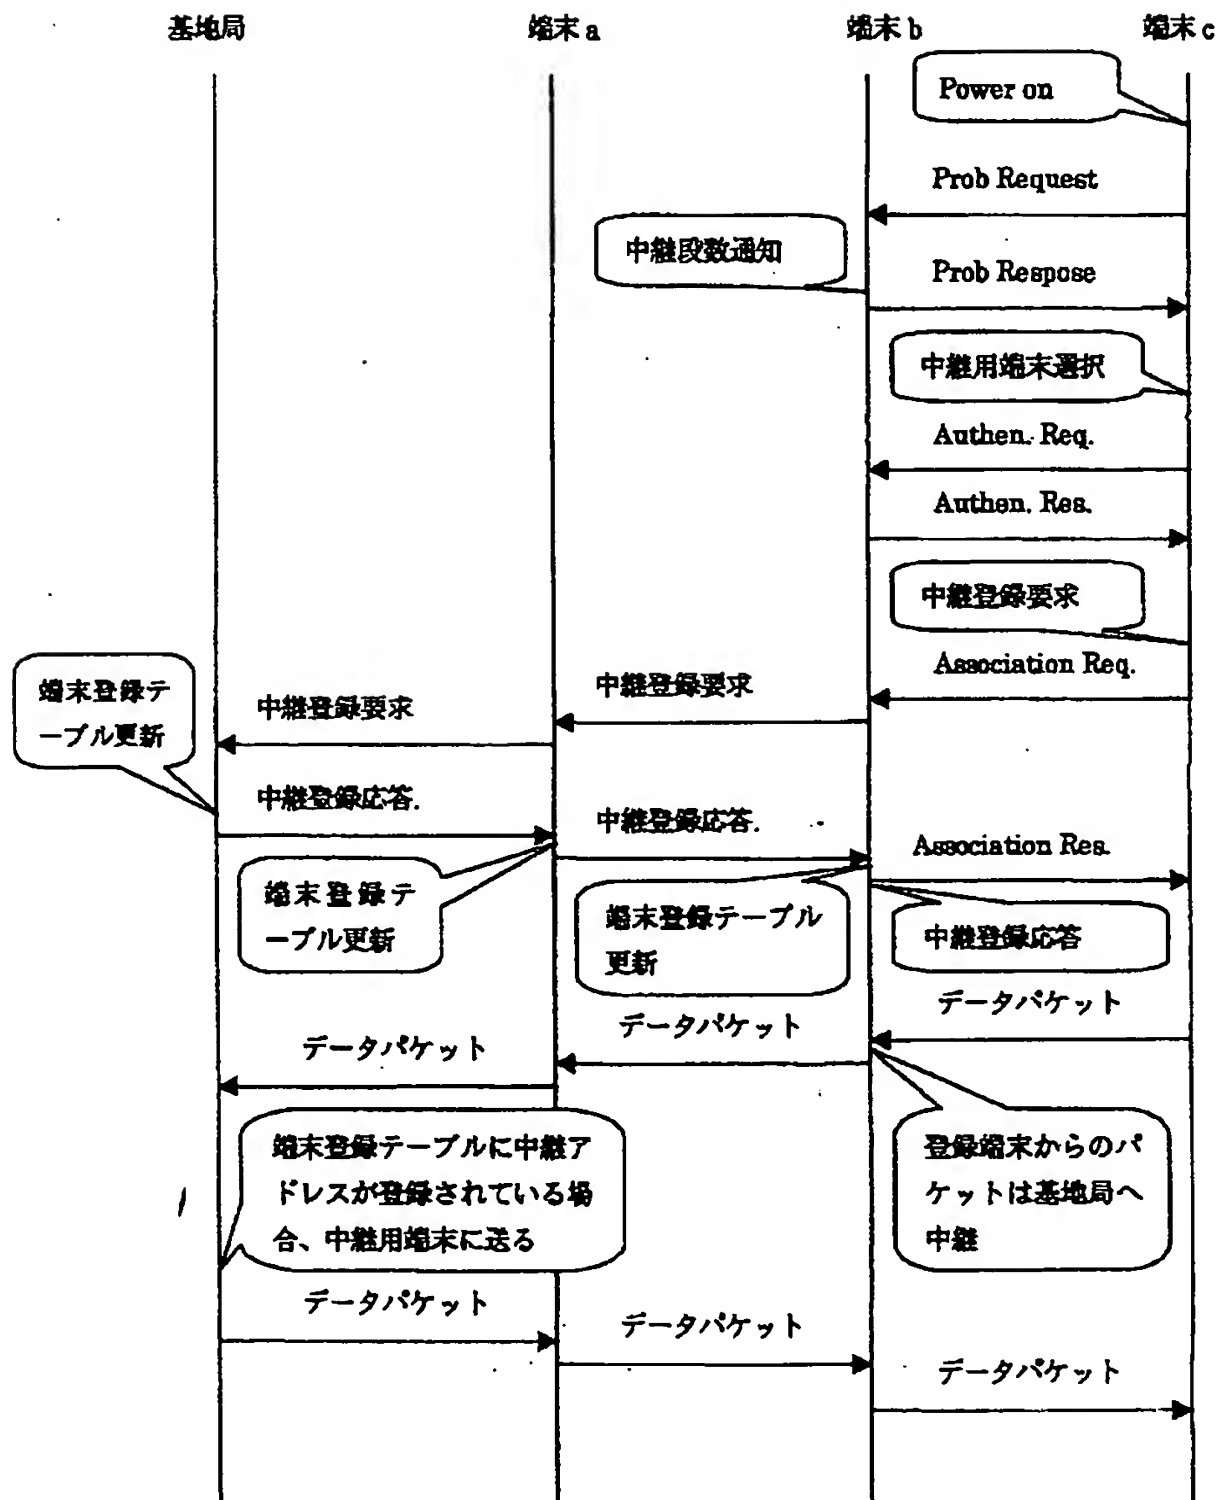 基地局 端末a 端末b 端末c
Power on
Prob Request
中継段数通知
Prob Respose
中継用端末選択
Authen. Req.
Authen. Res.
中継登録要求
Association Req.
中継登録要求
中継登録要求
端末登録テ
ーブル更新
中継登録応答.
中継登録応答.
Association Res.
端末登録テ
ーブル更新
端末登録テーブル
更新
中継登録応答
データパケット
データパケット
データパケット
端末登録テーブルに中継ア
ドレスが登録されている場
合、中継用端末に送る
登録端末からのパ
ケットは基地局へ
中継
データパケット
データパケット
データパケット